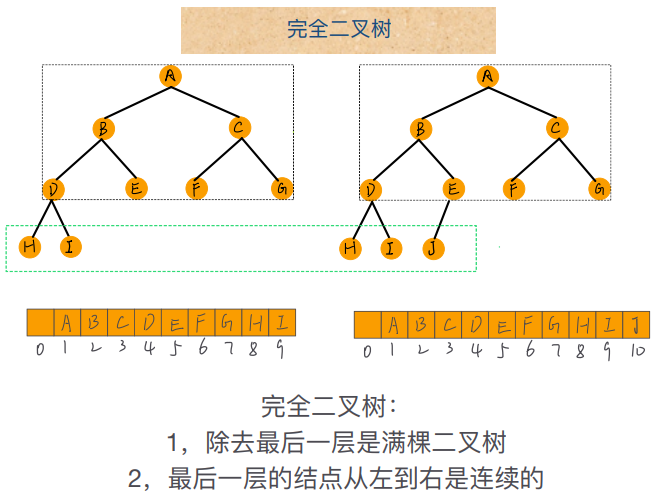 完全二叉树
A A
B C B C
D E F G D E F G
H I H I J
A B C D E F G H I A B C D E F G H I J
0 1 2 3 4 5 6 7 8 9 0 1 2 3 4 5 6 7 8 9 10
完全二叉树：
1，除去最后一层是满棵二叉树
2，最后一层的结点从左到右是连续的